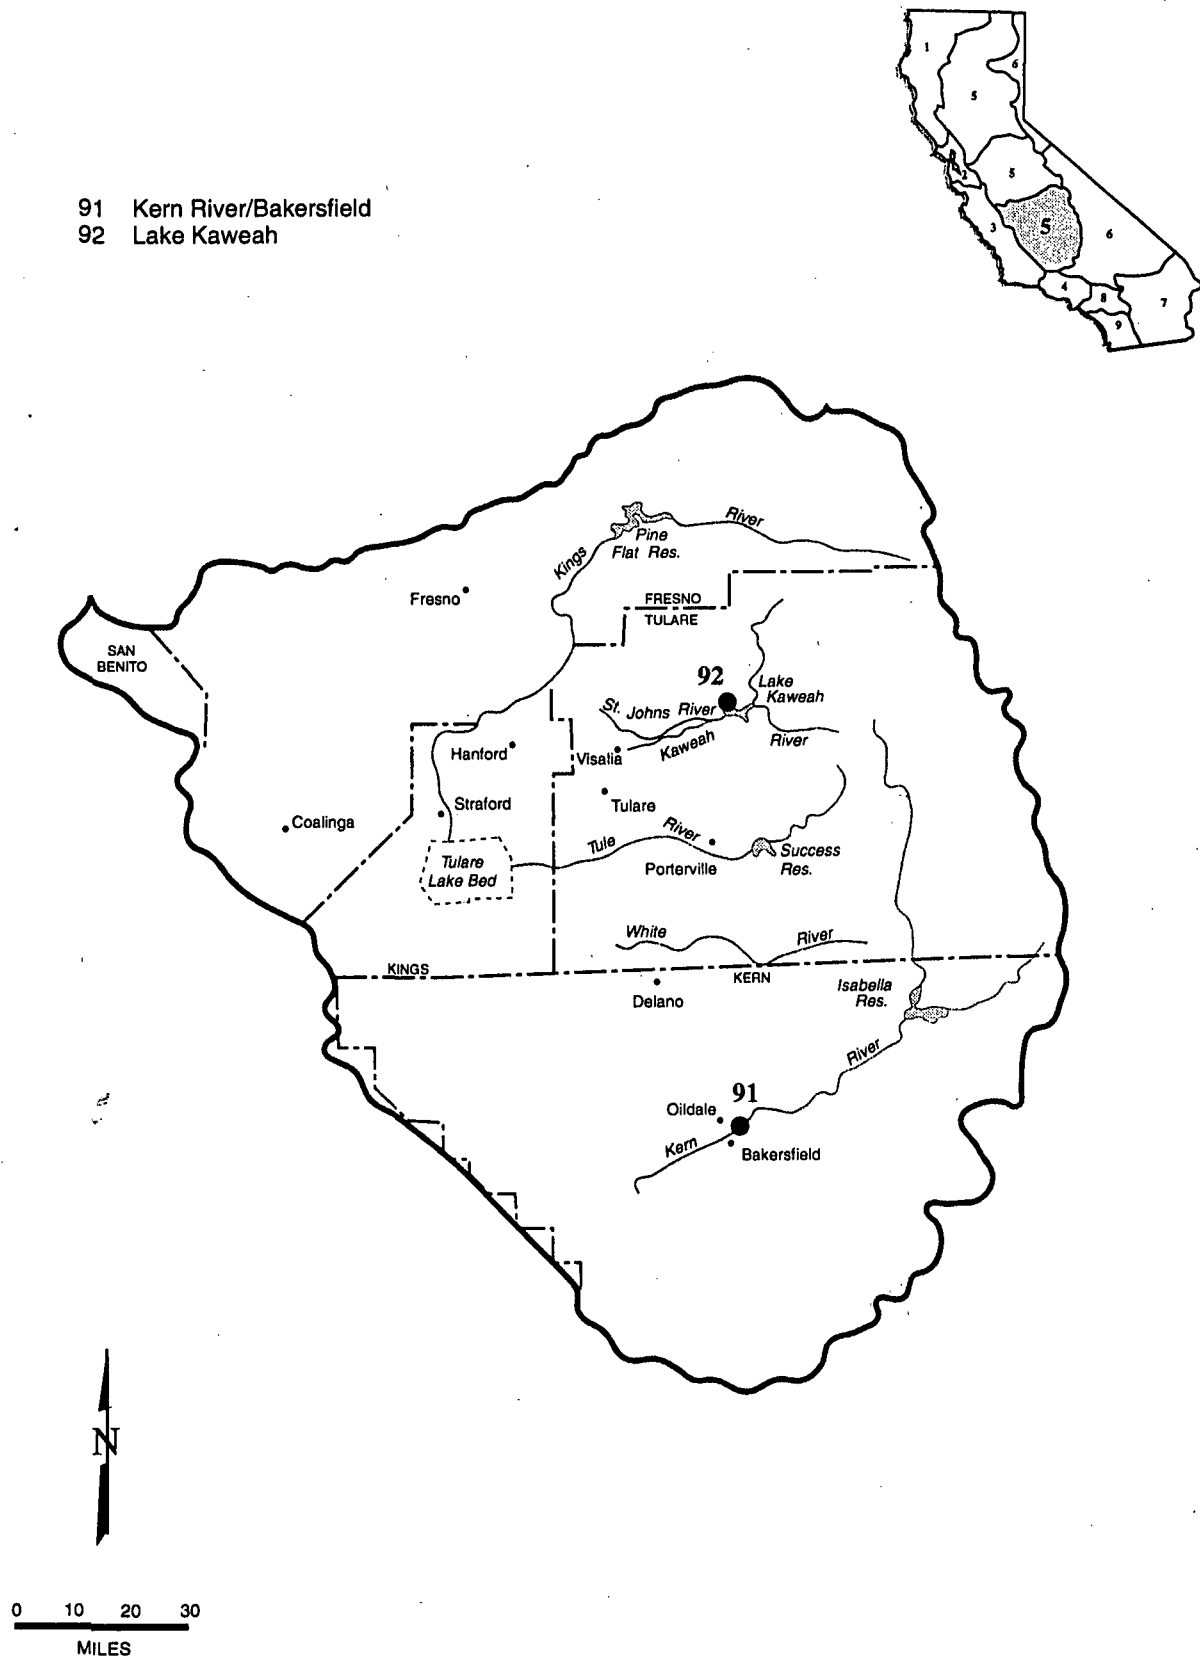 1
6
5
2
5
3
5
6
4
8
7
9
91 Kern River/Bakersfield
92 Lake Kaweah
River
Pine
Flat Res.
Kings
Fresno
FRESNO
TULARE
SAN
BENITO
92
Lake
Kaweah
St. Johns River
Kaweah
River
Hanford
Visalia
Straford
Tulare
Coalinga
Tule
River
Success
Res.
Porterville
Tulare
Lake Bed
White
River
KINGS
KERN
Isabella
Res.
Delano
River
91
Oildale
Kern
Bakersfield
N
0 10 20 30
MILES